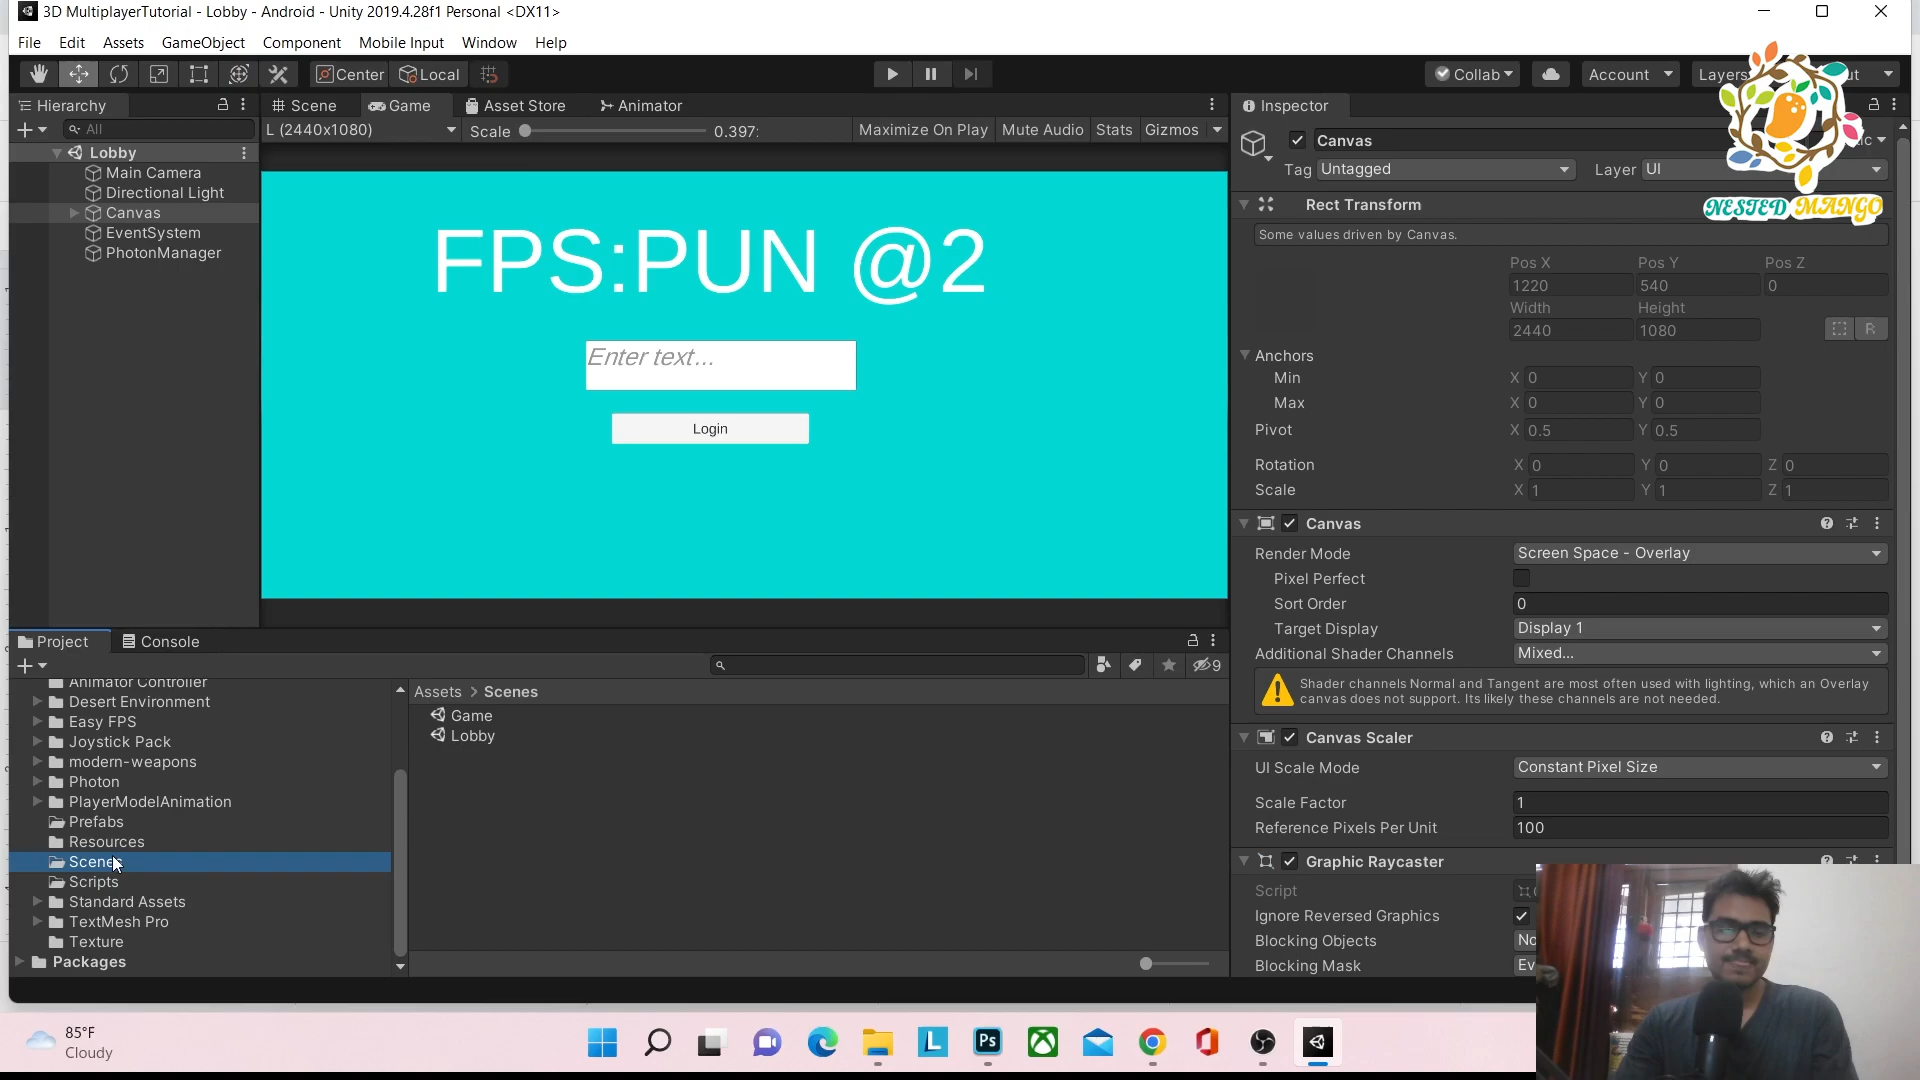 3D MultiplayerTutorial - Lobby - Android - Unity 2019.4.28f1 Personal <DX11>
File Edit Assets GameObject Component Mobile Input Window Help
Center Local Collab Account Layers
Hierarchy
All
Lobby
Main Camera
Directional Light
Canvas
EventSystem
PhotonManager
Scene Game Asset Store Animator
L (2440x1080) Scale 0.397 Maximize On Play Mute Audio Stats Gizmos
FPS:PUN @2
Enter text...
Login
Project Console
9
Animator Controller
Desert Environment
Easy FPS
Joystick Pack
modern-weapons
Photon
PlayerModelAnimation
Prefabs
Resources
Scenes
Scripts
Standard Assets
TextMesh Pro
Texture
Packages
Assets > Scenes
Game
Lobby
Inspector
Canvas
Tag Untagged Layer UI
NESTED MANGO
Rect Transform
Some values driven by Canvas.
Pos X Pos Y Pos Z
1220 540 0
Width Height
2440 1080
R
Anchors
Min X 0 Y 0
Max X 0 Y 0
Pivot X 0.5 Y 0.5
Rotation X 0 Y 0 Z 0
Scale X 1 Y 1 Z 1
Canvas
Render Mode Screen Space - Overlay
Pixel Perfect
Sort Order 0
Target Display Display 1
Additional Shader Channels Mixed...
Shader channels Normal and Tangent are most often used with lighting, which an Overlay
canvas does not support. Its likely these channels are not needed.
Canvas Scaler
UI Scale Mode Constant Pixel Size
Scale Factor 1
Reference Pixels Per Unit 100
Graphic Raycaster
Script
Ignore Reversed Graphics
Blocking Objects No
Blocking Mask Ev
85°F
Cloudy
L
Ps